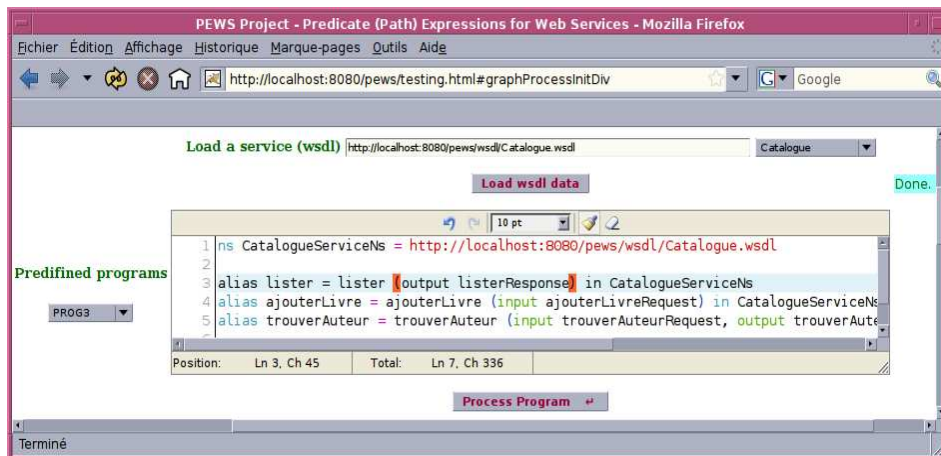 PEWS Project - Predicate (Path) Expressions for Web Services - Mozilla Firefox
Fichier Édition Affichage Historique Marque-pages Outils Aide
http://localhost:8080/pews/testing.html#graphProcessInitDiv G Google
Load a service (wsdl) http://localhost:8080/pews/wsdl/Catalogue.wsdl Catalogue
Load wsdl data Done.
10 pt
1 ns CatalogueServiceNs = http://localhost:8080/pews/wsdl/Catalogue.wsdl
2
Predifined programs
3 alias lister = lister (output listerResponse) in CatalogueServiceNs
4 alias ajouterLivre = ajouterLivre (input ajouterLivreRequest) in CatalogueServiceNs
PROG3
5 alias trouverAuteur = trouverAuteur (input trouverAuteurRequest, output trouverAute
Position: Ln 3, Ch 45 Total: Ln 7, Ch 336
Process Program
Terminé